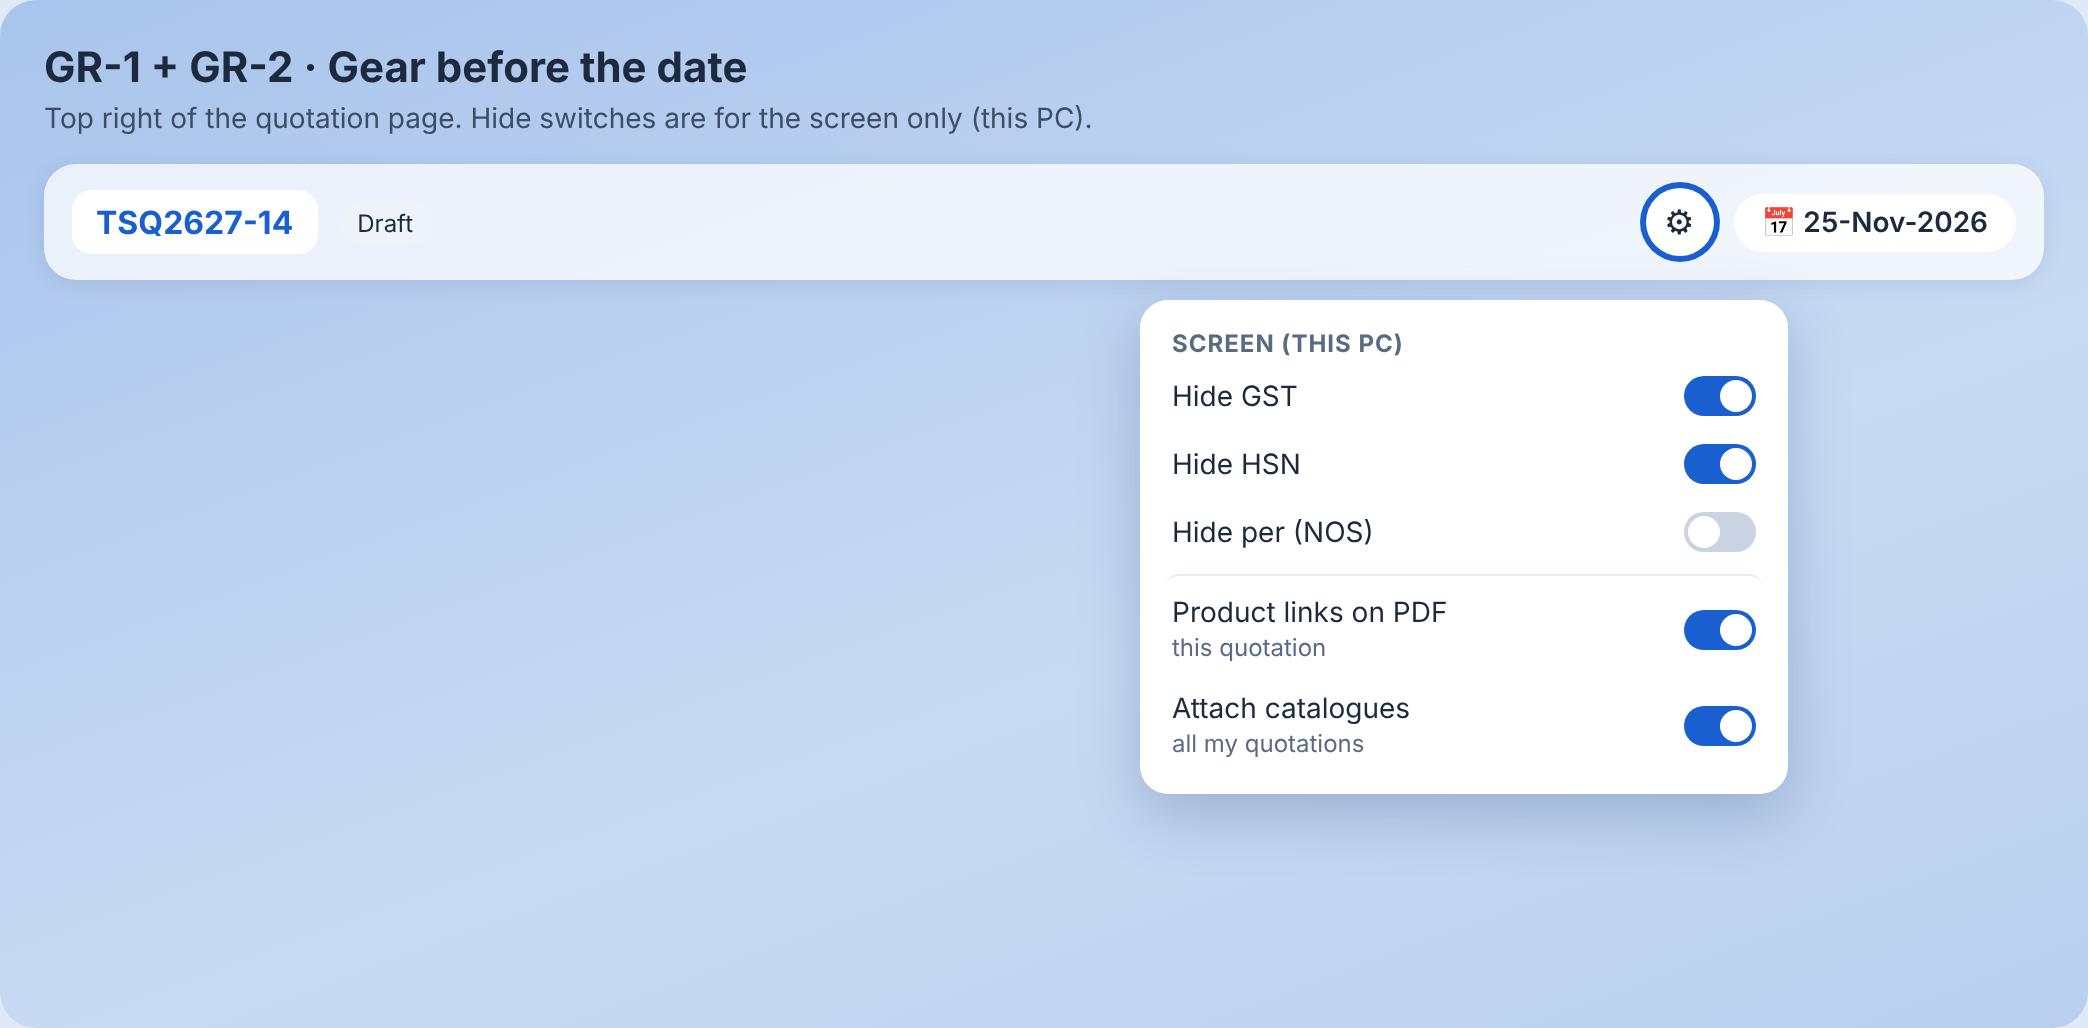 GR-1 + GR-2 · Gear before the date
Top right of the quotation page. Hide switches are for the screen only (this PC).
TSQ2627-14 Draft ⚙ 📅 25-Nov-2026
SCREEN (THIS PC)
Hide GST
Hide HSN
Hide per (NOS)
Product links on PDF
this quotation
Attach catalogues
all my quotations